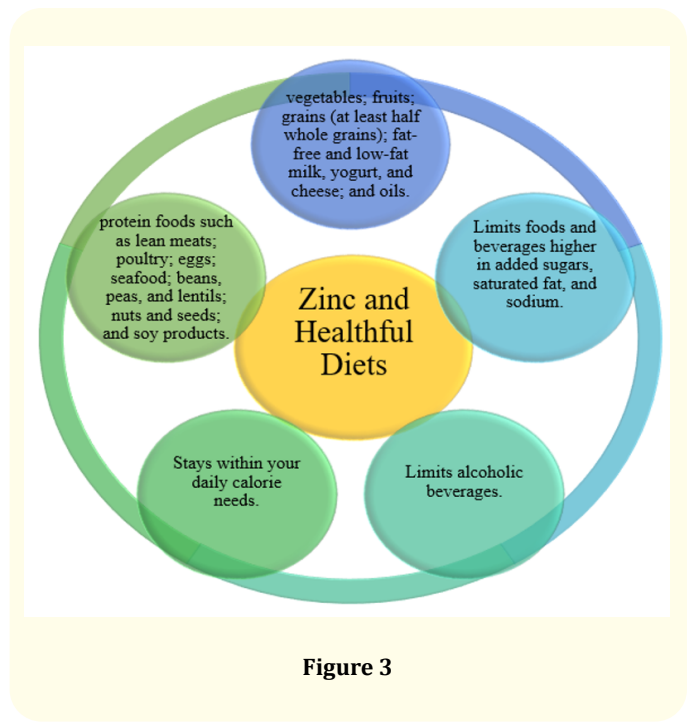 vegetables; fruits;
grains (at least half
whole grains); fat-
free and low-fat
milk, yogurt, and
cheese; and oils.
protein foods such
as lean meats;
poultry; eggs;
seafood; beans,
peas, and lentils;
nuts and seeds;
and soy products.
Limits foods and
beverages higher
in added sugars,
saturated fat, and
sodium.
Zinc and
Healthful
Diets
Stays within your
daily calorie
needs.
Limits alcoholic
beverages.
Figure 3